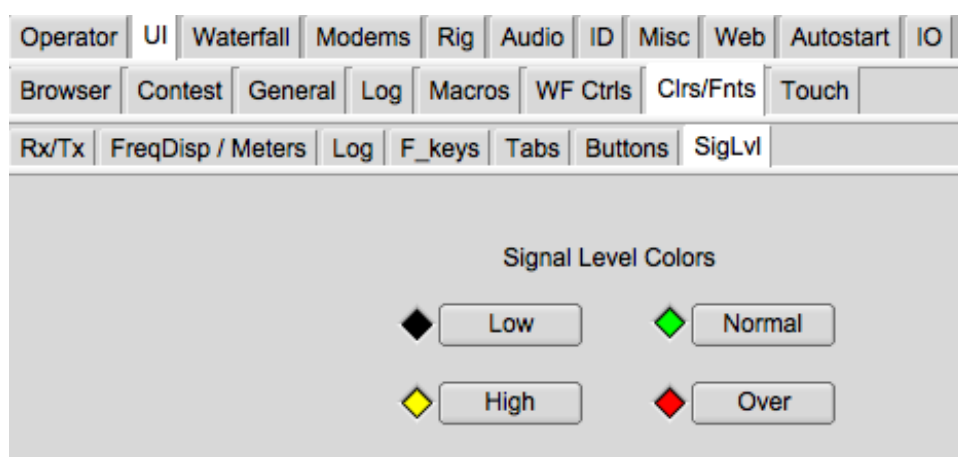 Operator UI Waterfall Modems Rig Audio ID Misc Web Autostart IO
Browser Contest General Log Macros WF Ctrls Clrs/Fnts Touch
Rx/Tx FreqDisp / Meters Log F_keys Tabs Buttons SigLvl
Signal Level Colors
Low Normal
High Over